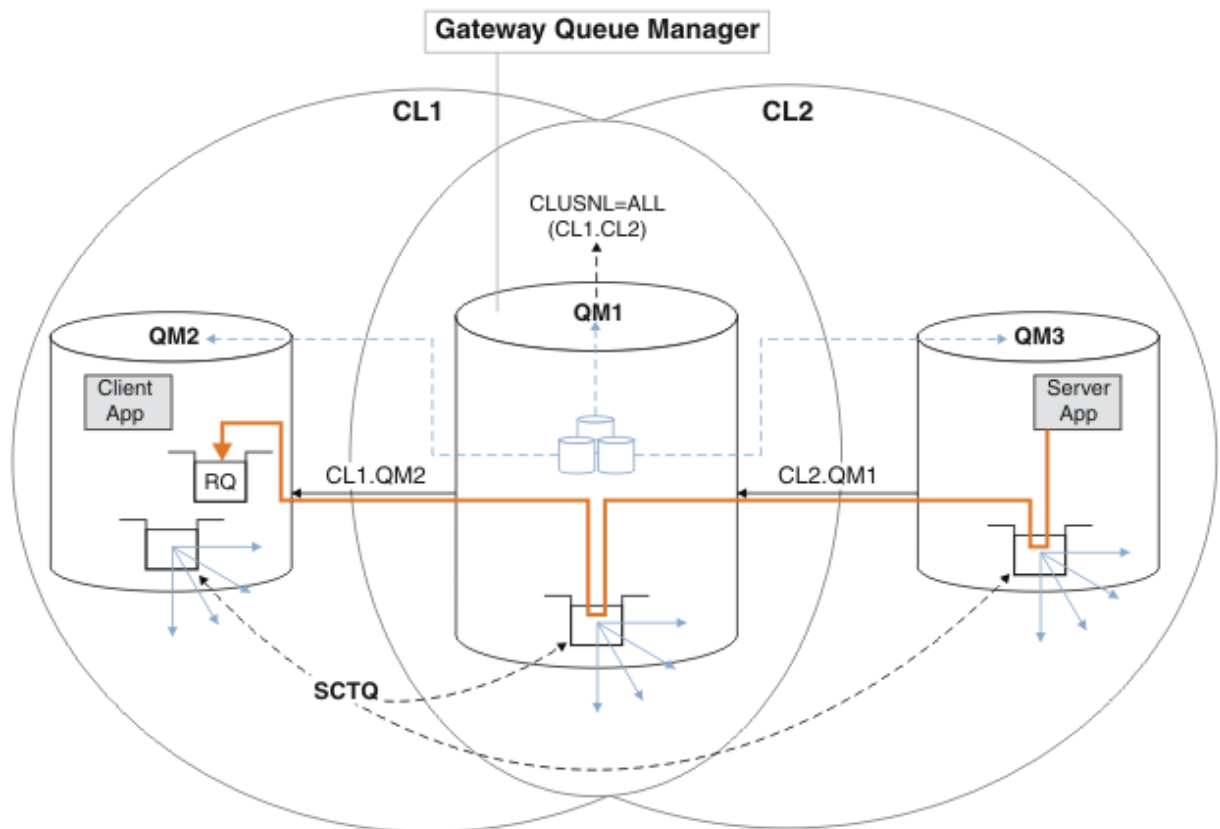 Gateway Queue Manager
CL1
CL2
CLUSNL=ALL
(CL1.CL2)
QM2
QM1
QM3
Client
App
Server
App
RQ
CL1.QM2
CL2.QM1
SCTQ